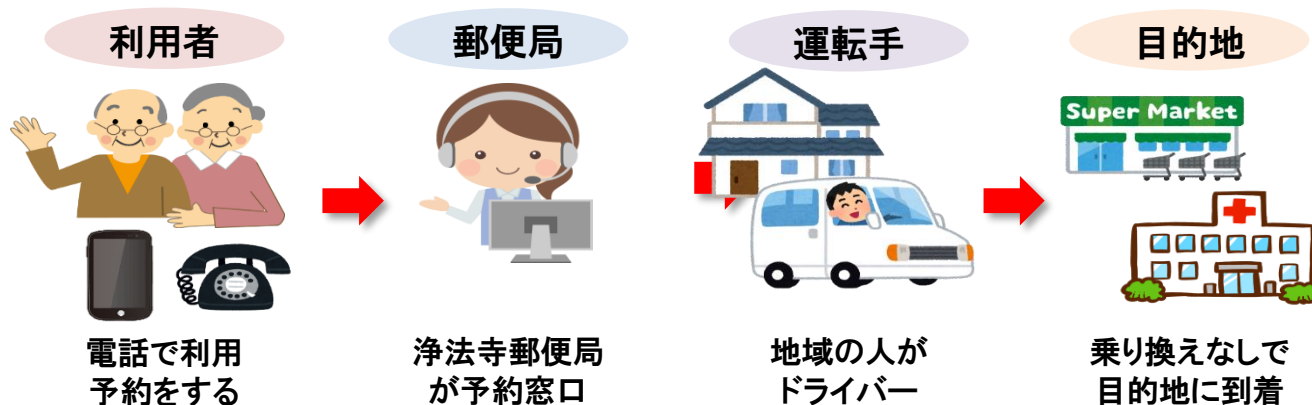 利用者
郵便局
運転手
目的地
Super Market
電話で利用
予約をする
浄法寺郵便局
が予約窓口
地域の人が
ドライバー
乗り換えなしで
目的地に到着